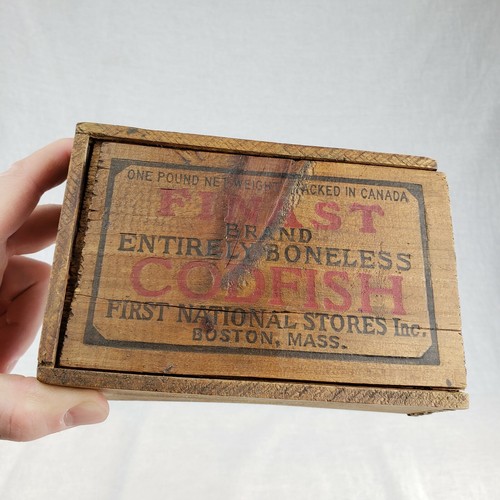 ONE POUND NET WEIGHT PACKED IN CANADA
FINAST
BRAND
ENTIRELY BONELESS
CODFISH
FIRST NATIONAL STORES Inc.
BOSTON, MASS.